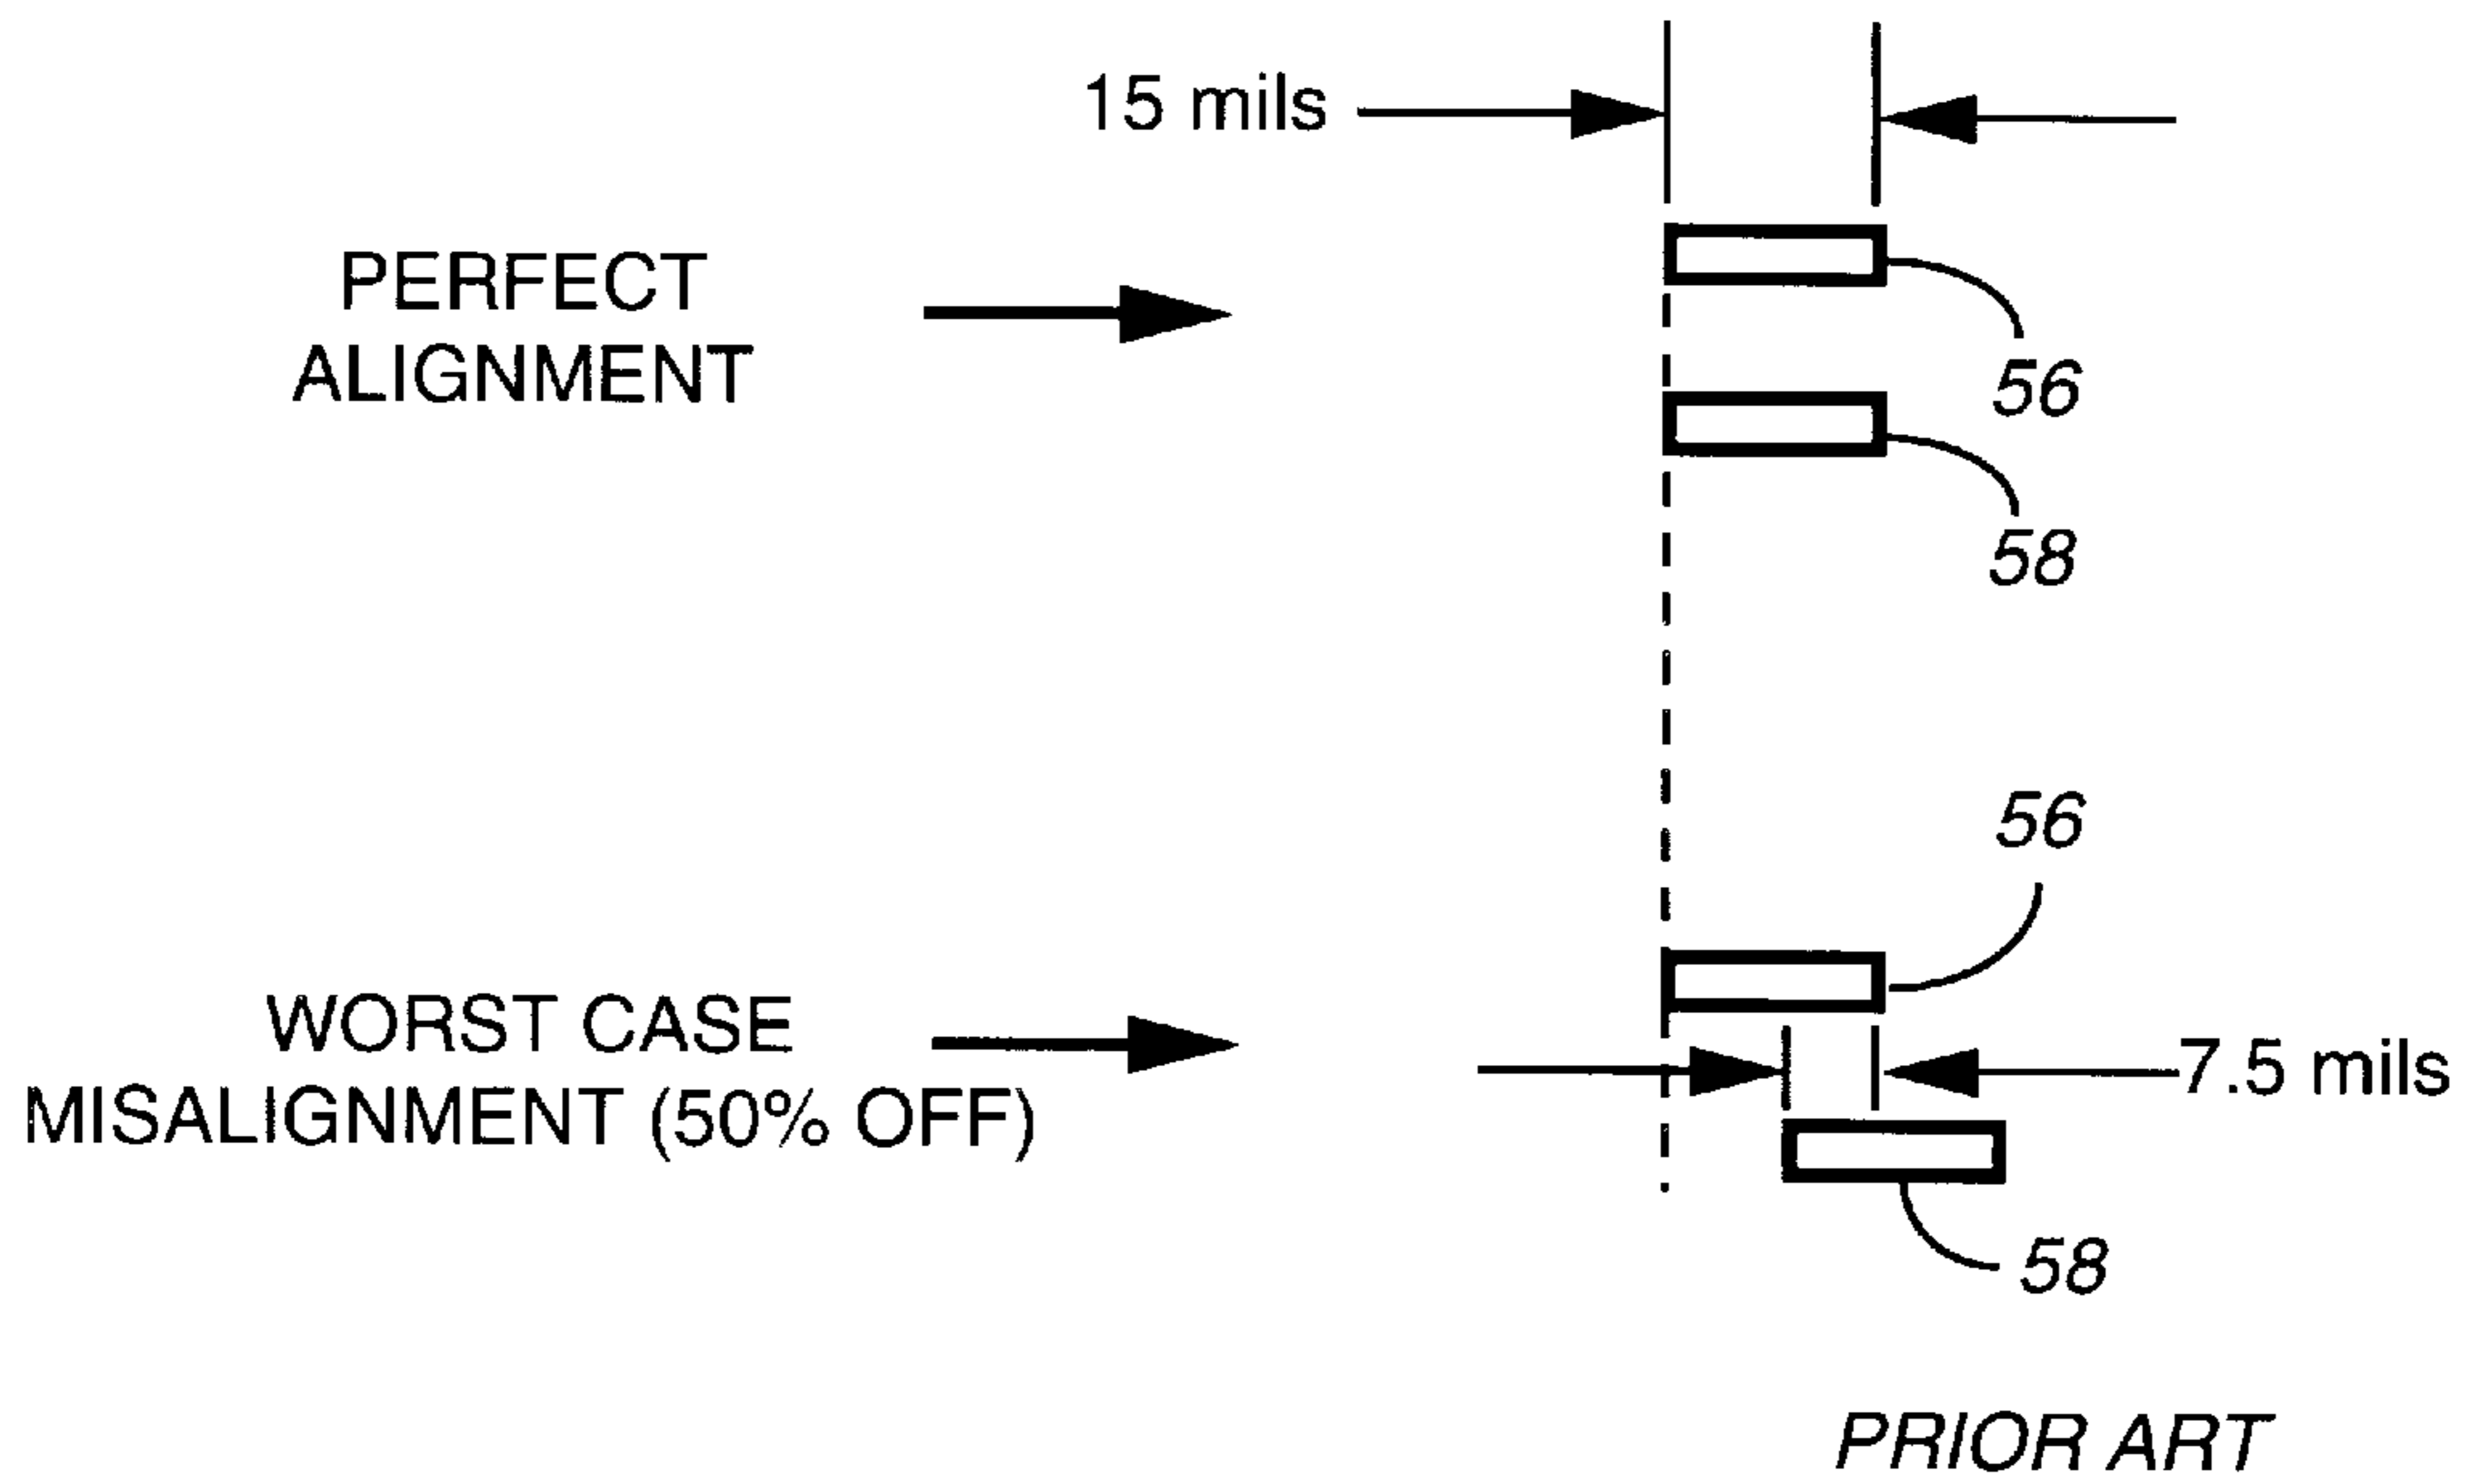 15 mils
PERFECT
ALIGNMENT
56
58
56
WORST CASE
MISALIGNMENT (50% OFF)
7.5 mils
58
PRIOR ART